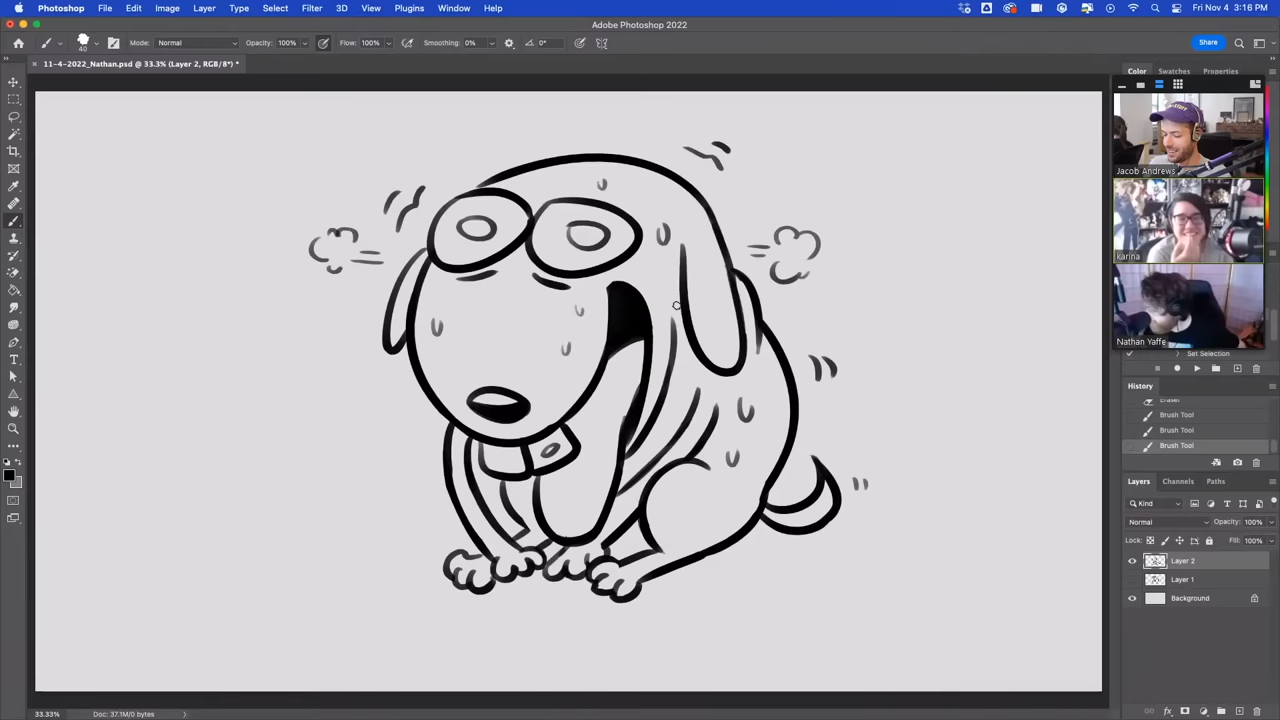 Photoshop File Edit Image Layer Type Select Filter 3D View Plugins Window Help Fri Nov 4 3:16 PM
Adobe Photoshop 2022
40 Mode: Normal Opacity: 100% Flow: 100% Smoothing: 0% 0° Share
11-4-2022_Nathan.psd @ 33.3% (Layer 2, RGB/8*) *
Color Swatches Properties
Jacob Andrews
karina
Nathan Yaffe
Set Selection
History
Eraser
Brush Tool
Brush Tool
Brush Tool
Layers Channels Paths
Kind
Normal Opacity: 100%
Lock: Fill: 100%
Layer 2
Layer 1
Background
33.33% Doc: 37.1M/0 bytes